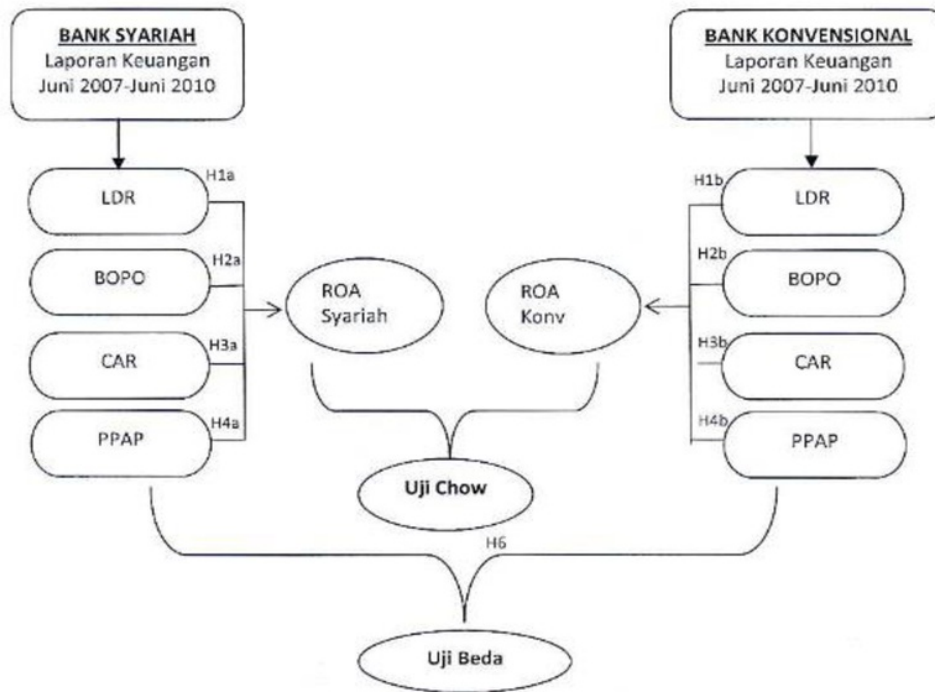 BANK SYARIAH
Laporan Keuangan
Juni 2007-Juni 2010
BANK KONVENSIONAL
Laporan Keuangan
Juni 2007-Juni 2010
H1a
LDR
H2a
BOPO
H3a
CAR
H4a
PPAP
ROA
Syariah
ROA
Konv
H1b
LDR
H2b
BOPO
H3b
CAR
H4b
PPAP
Uji Chow
H6
Uji Beda